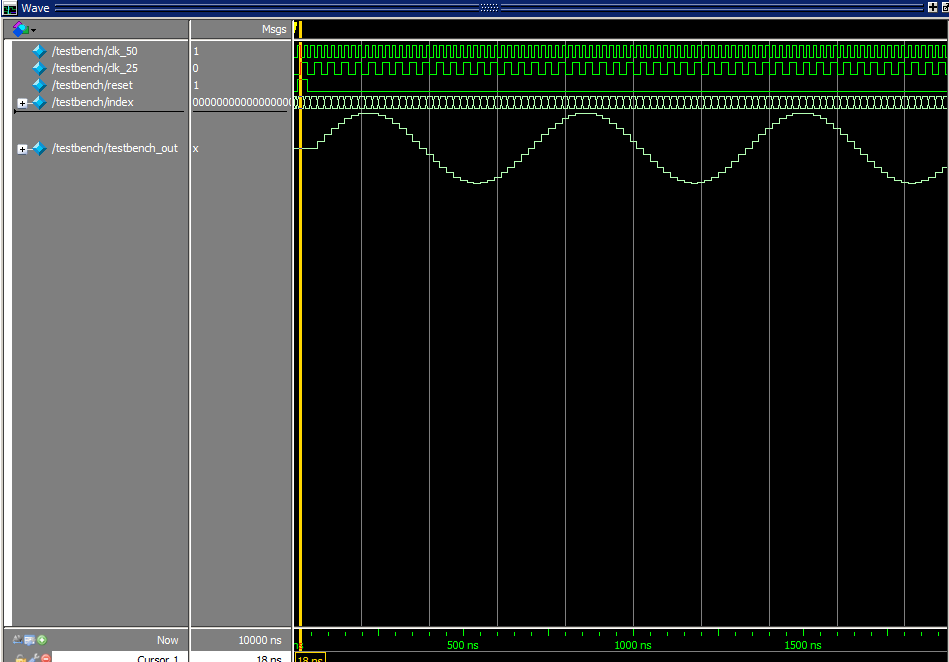 Wave
Msgs
/testbench/clk_50 1
/testbench/clk_25 0
/testbench/reset 1
/testbench/index 0000000000000000
/testbench/testbench_out x
Now 10000 ns
500 ns 1000 ns 1500 ns
Cursor 1 18 ns 18 ns